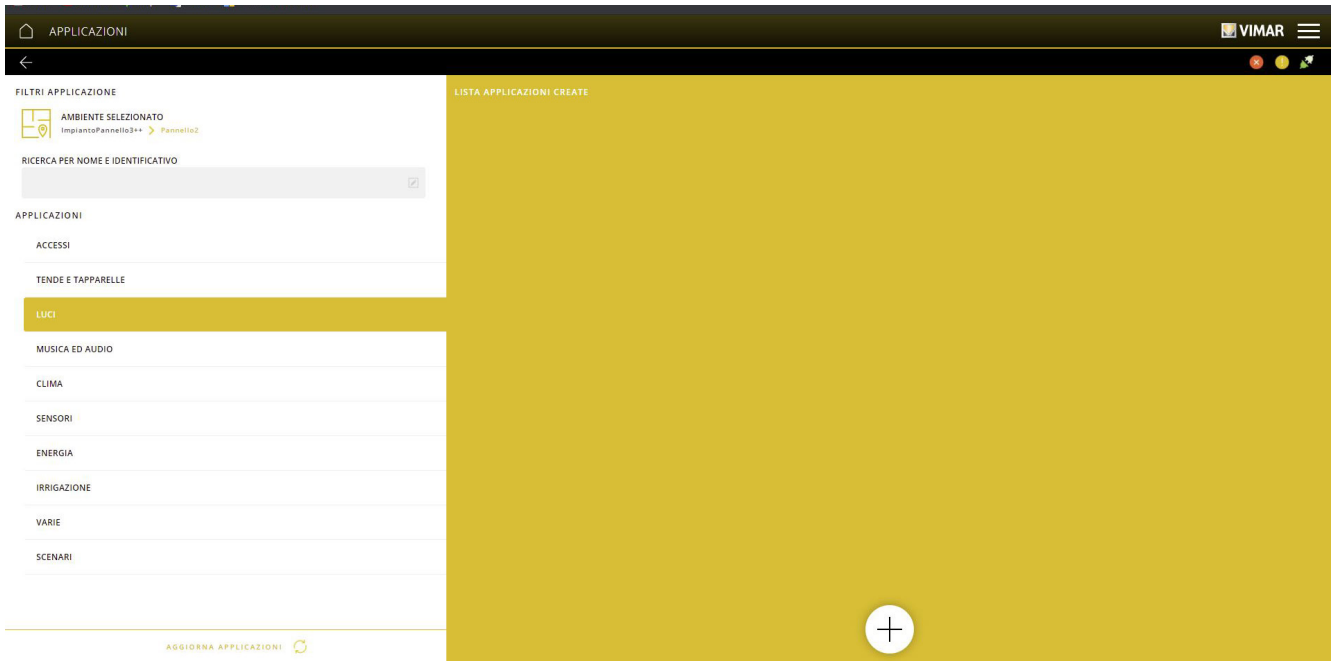 APPLICAZIONI
VIMAR
FILTRI APPLICAZIONE
LISTA APPLICAZIONI CREATE
AMBIENTE SELEZIONATO
ImpiantoPannello3++ > Pannello2
RICERCA PER NOME E IDENTIFICATIVO
APPLICAZIONI
ACCESSI
TENDE E TAPPARELLE
LUCI
MUSICA ED AUDIO
CLIMA
SENSORI
ENERGIA
IRRIGAZIONE
VARIE
SCENARI
AGGIORNA APPLICAZIONI